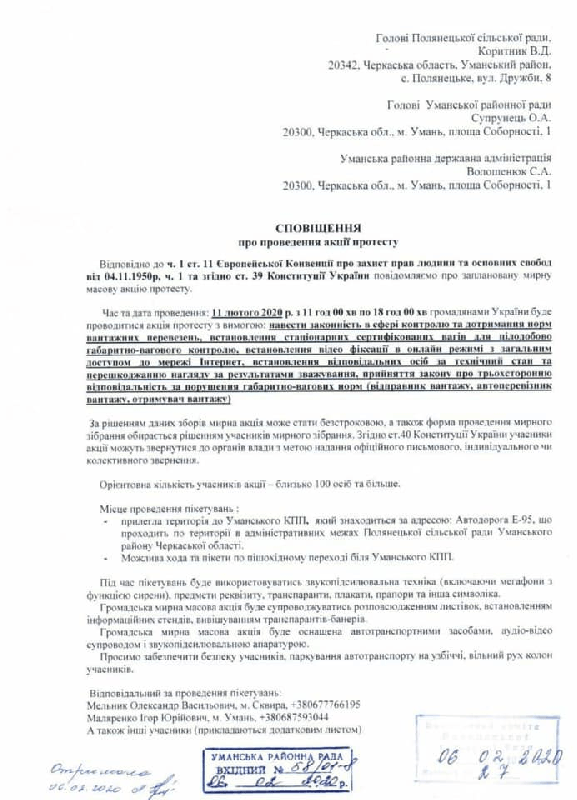 Голові Полянецької сільської ради,
Коритник В.Д.
20342, Черкаська область, Уманський район,
с. Полянецьке, вул. Дружби, 8
Голові Уманської районної ради
Супрунець О.А.
20300, Черкаська обл., м. Умань, площа Соборності, 1
Уманська районна державна адміністрація
Волошенюк С.А.
20300, Черкаська обл., м. Умань, площа Соборності, 1
СПОВІЩЕННЯ
про проведення акції протесту
Відповідно до ч. 1 ст. 11 Європейської Конвенції про захист прав людини та основних свобод
від 04.11.1950р, ч. 1 та згідно ст. 39 Конституції України повідомляємо про заплановану мирну
масову акцію протесту.
Час та дата проведення: 11 лютого 2020 р. з 11 год 00 хв по 18 год 00 хв громадянами України буде
проводитися акція протесту з вимогою: навести законність в сфері контролю та дотримання норм
вантажних перевезень, встановлення стаціонарних сертифікованих вагів для цілодобово
габаритно-вагового контролю, встановлення відео фіксації в онлайн режимі з загальним
доступом до мережі Інтернет, встановлення відповідальних осіб за технічний стан та
перешкоджанню нагляду за результатами зважування, прийняття закону про трьохсторонню
відповідальність за порушення габаритно-вагових норм (відправник вантажу, автоперевізник
вантажу, отримувач вантажу)
За рішенням даних зборів мирна акція може стати безстроковою, а також форма проведення мирного
зібрання обирається рішенням учасників мирного зібрання. Згідно ст.40 Конституції України учасники
акції можуть звернутися до органів влади з метою надання офіційного письмового, індивідуального чи
колективного звернення.
Орієнтовна кількість учасників акції – близько 100 осіб та більше.
Місце проведення пікетувань :
- прилегла територія до Уманського КПП, який знаходиться за адресою: Автодорога Е-95, що
проходить по території в адміністративних межах Полянецької сільської ради Уманського
району Черкаської області.
- Можлива хода та пікети по пішохідному переході біля Уманського КПП.
Під час пікетувань буде використовуватись звукопідсилювальна техніка (включаючи мегафони з
функцією сирени), предмети реквізиту, транспаранти, плакати, прапори та інша символіка.
Громадська мирна масова акція буде супроводжуватись розповсюдженням листівок, встановленням
інформаційних стендів, вивішуванням транспарантів-банерів.
Громадська мирна масова акція буде оснащена автотранспортними засобами, аудіо-відео
супроводом і звукопідсилювальною апаратурою.
Просимо забезпечити безпеку учасників, паркування автотранспорту на узбіччі, вільний рух колон
учасників.
Відповідальний за проведення пікетувань:
Мельник Олександр Васильович, м. Сквира, +380677766195
Маляренко Ігор Юрійович, м. Умань, +380687593044
А також інші учасники (прикладаються додатковим листом)
УМАНСЬКА РАЙОННА РАДА
ВХІДНИЙ № 58/01-8
06 02 2020р.
Отримала
06.02.2020
06 02 2020
27